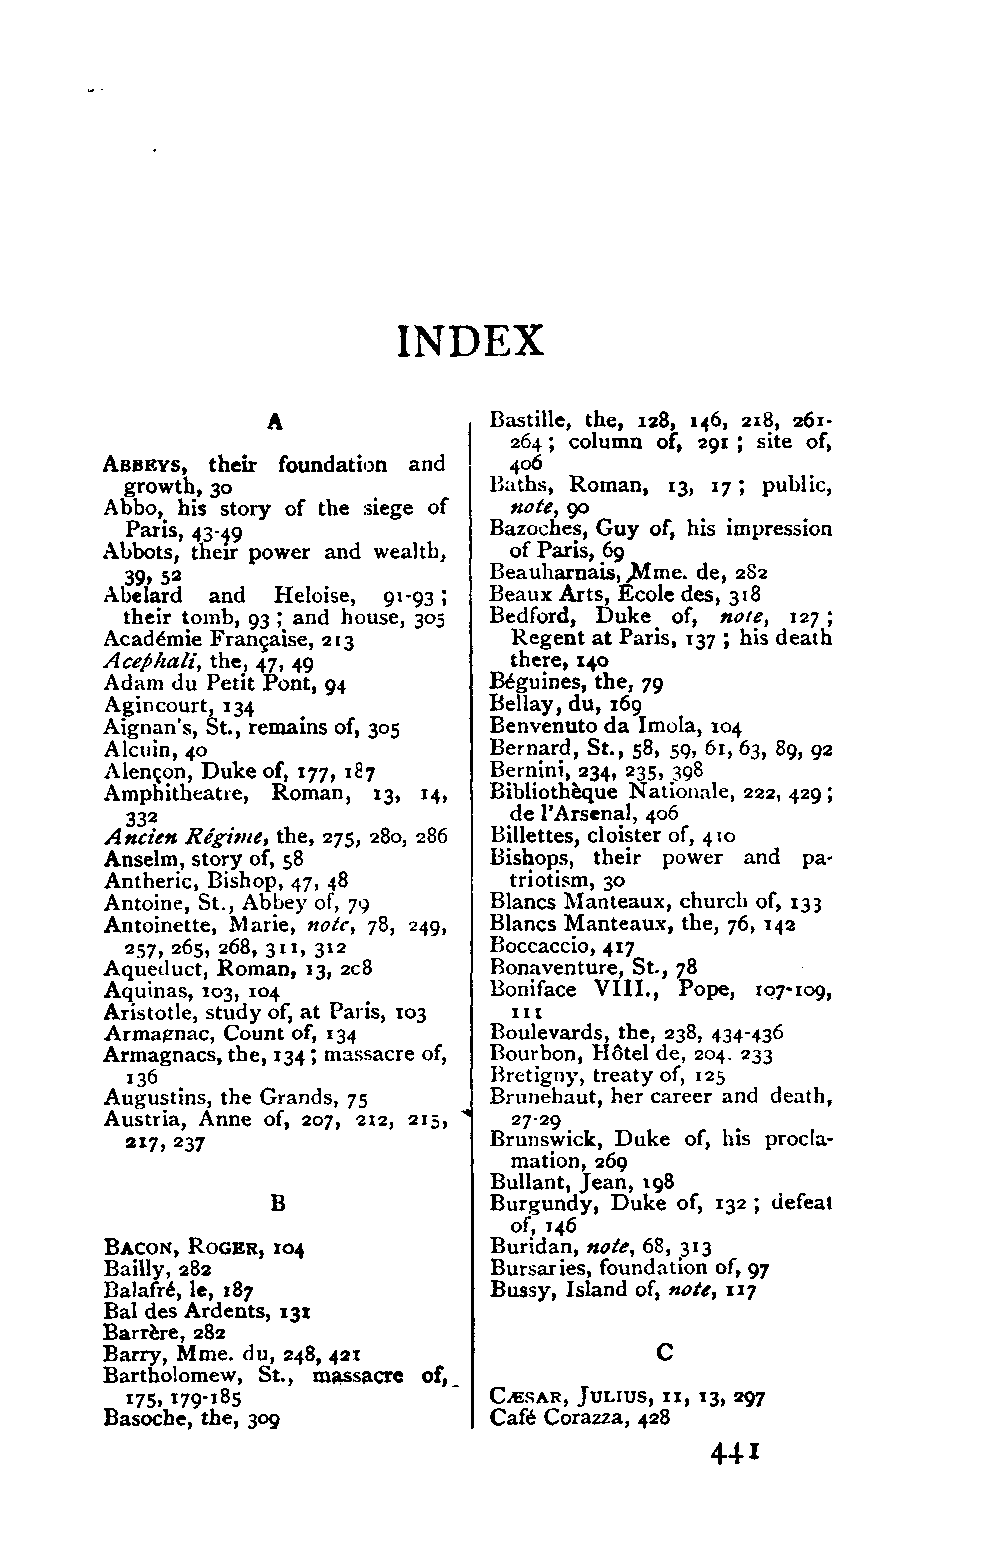 INDEX
A
ABBEYS, their foundation and
growth, 30
Abbo, his story of the siege of
Paris, 43-49
Abbots, their power and wealth,
39, 52
Abelard and Heloise, 91-93;
their tomb, 93; and house, 305
Académie Française, 213
Acephali, the, 47, 49
Adam du Petit Pont, 94
Agincourt, 134
Aignan's, St., remains of, 305
Alcuin, 40
Alençon, Duke of, 177, 187
Amphitheatre, Roman, 13, 14,
332
Ancien Régime, the, 275, 280, 286
Anselm, story of, 58
Antheric, Bishop, 47, 48
Antoine, St., Abbey of, 79
Antoinette, Marie, note, 78, 249,
257, 265, 268, 311, 312
Aqueduct, Roman, 13, 208
Aquinas, 103, 104
Aristotle, study of, at Paris, 103
Armagnac, Count of, 134
Armagnacs, the, 134; massacre of,
136
Augustins, the Grands, 75
Austria, Anne of, 207, 212, 215,
217, 237
B
BACON, ROGER, 104
Bailly, 282
Balafré, le, 187
Bal des Ardents, 131
Barrère, 282
Barry, Mme. du, 248, 421
Bartholomew, St., massacre of,
175, 179-185
Basoche, the, 309
Bastille, the, 128, 146, 218, 261-
264; column of, 291; site of,
406
Baths, Roman, 13, 17; public,
note, 90
Bazoches, Guy of, his impression
of Paris, 69
Beauharnais, Mme. de, 282
Beaux Arts, Ecole des, 318
Bedford, Duke of, note, 127;
Regent at Paris, 137; his death
there, 140
Béguines, the, 79
Bellay, du, 169
Benvenuto da Imola, 104
Bernard, St., 58, 59, 61, 63, 89, 92
Bernini, 234, 235, 398
Bibliothèque Nationale, 222, 429;
de l'Arsenal, 406
Billettes, cloister of, 410
Bishops, their power and pa-
triotism, 30
Blancs Manteaux, church of, 133
Blancs Manteaux, the, 76, 142
Boccaccio, 417
Bonaventure, St., 78
Boniface VIII., Pope, 107-109,
111
Boulevards, the, 238, 434-436
Bourbon, Hôtel de, 204. 233
Bretigny, treaty of, 125
Brunehaut, her career and death,
27-29
Brunswick, Duke of, his procla-
mation, 269
Bullant, Jean, 198
Burgundy, Duke of, 132; defeat
of, 146
Buridan, note, 68, 313
Bursaries, foundation of, 97
Bussy, Island of, note, 117
C
CÆSAR, JULIUS, 11, 13, 297
Café Corazza, 428
441